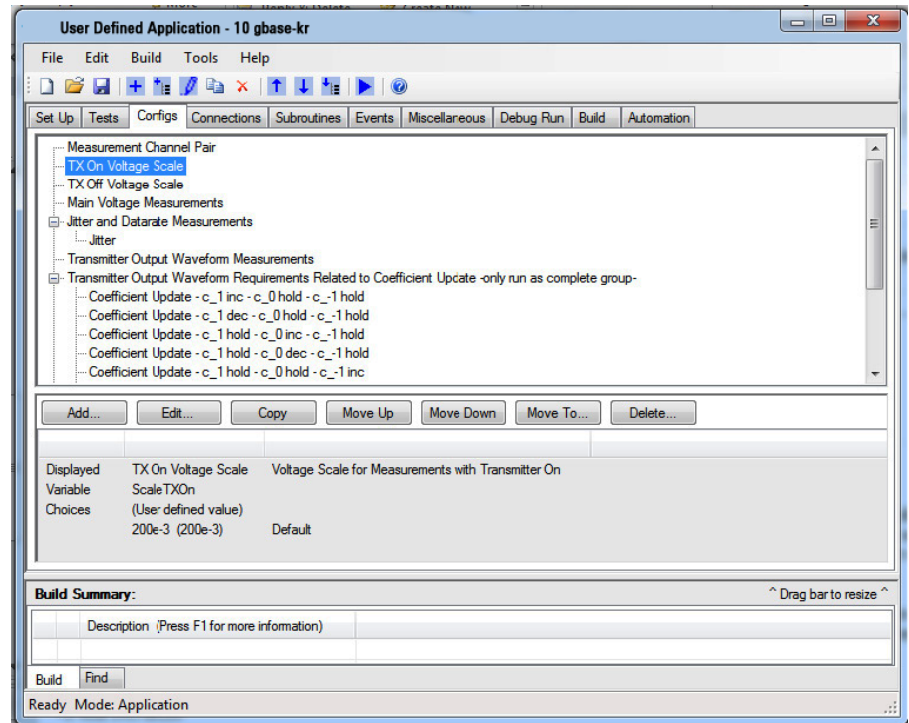 User Defined Application - 10 gbase-kr
File Edit Build Tools Help
Set Up Tests Configs Connections Subroutines Events Miscellaneous Debug Run Build Automation
Measurement Channel Pair
TX On Voltage Scale
TX Off Voltage Scale
Main Voltage Measurements
Jitter and Datarate Measurements
Jitter
Transmitter Output Waveform Measurements
Transmitter Output Waveform Requirements Related to Coefficient Upcate -only run as complete group-
Coefficient Update - c_1 inc - c_0 hold - c_-1 hold
Coefficient Update - c_1 dec - c_0 hold - c_-1 hold
Coefficient Update - c_1 hold - c_0 inc - c_-1 hold
Coefficient Update - c_1 hold - c_0 dec - c_-1 hold
Coefficient Update - c_1 hold - c_0 hold - c_-1 inc
Add... Edit... Copy Move Up Move Down Move To... Delete...
Displayed TX On Voltage Scale Voltage Scale for Measurements with Transmitter On
Variable ScaleTXOn
Choices (User defined value)
200e-3 (200e-3) Default
Build Summary: ^ Drag bar to resize ^
Description (Press F1 for more information)
Build Find
Ready Mode: Application